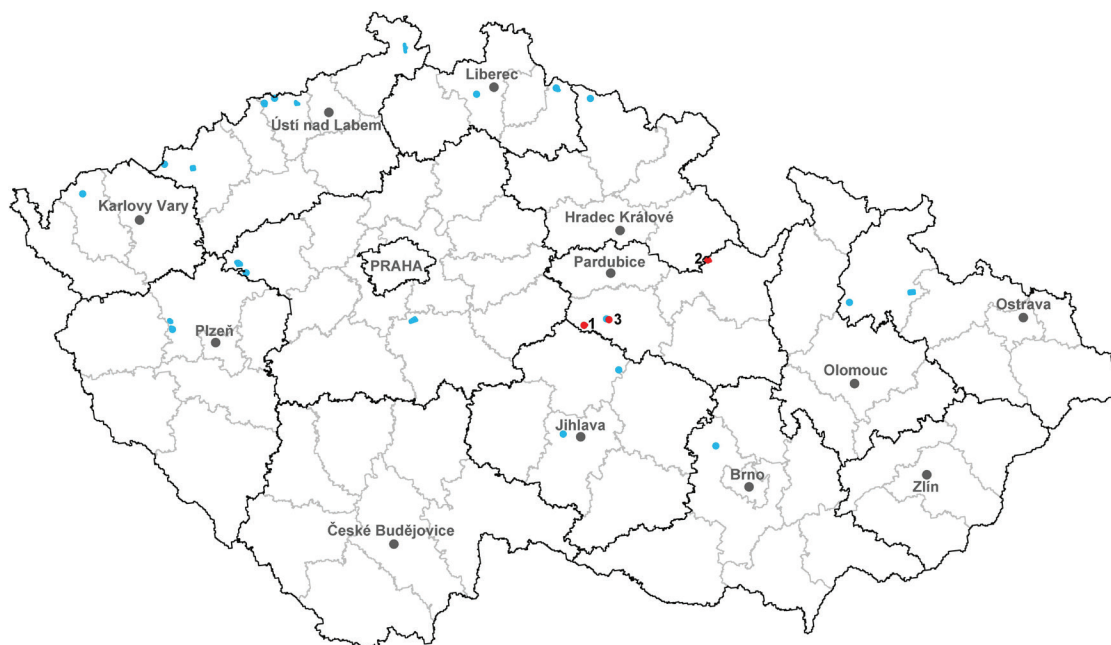 Liberec
Ústí nad Labem
Karlovy Vary
Hradec Králové
PRAHA
Pardubice
2
Ostrava
1
3
Plzeň
Olomouc
Jihlava
Brno
Zlín
České Budějovice